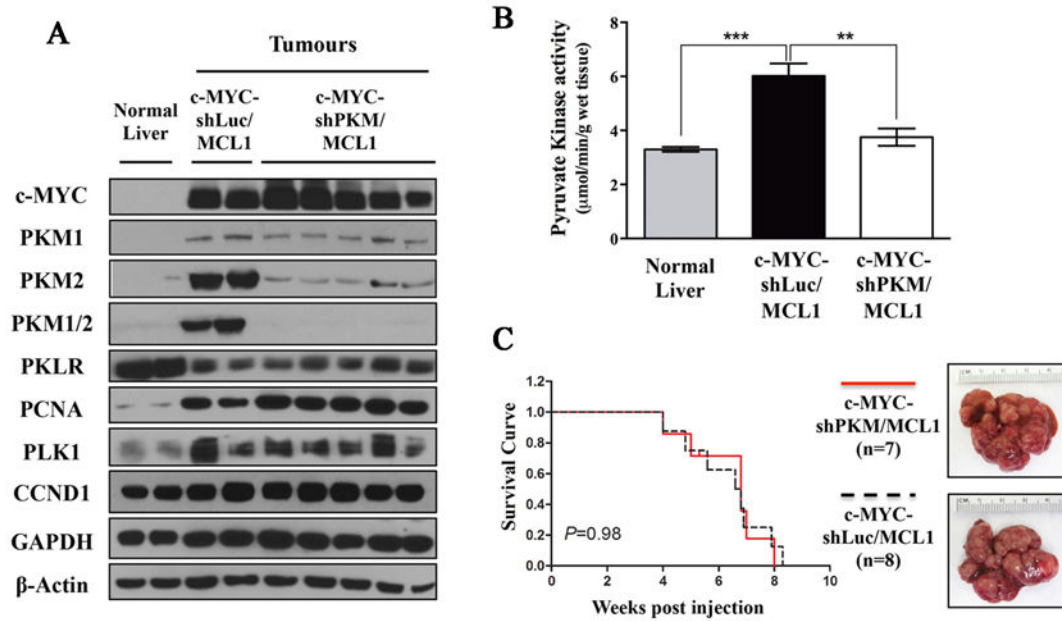 A
Tumours
Normal
Liver
c-MYC-
shLuc/
MCL1
c-MYC-
shPKM/
MCL1
c-MYC
PKM1
PKM2
PKM1/2
PKLR
PCNA
PLK1
CCND1
GAPDH
β-Actin
B
Pyruvate Kinase activity
(μmol/min/g wet tissue)
8
6
4
2
0
***
**
Normal
Liver
c-MYC-
shLuc/
MCL1
c-MYC-
shPKM/
MCL1
C
Survival Curve
1.2
1.0
0.8
0.6
0.4
0.2
0.0
P=0.98
0 2 4 6 8 10
Weeks post injection
c-MYC-
shPKM/MCL1
(n=7)
c-MYC-
shLuc/MCL1
(n=8)